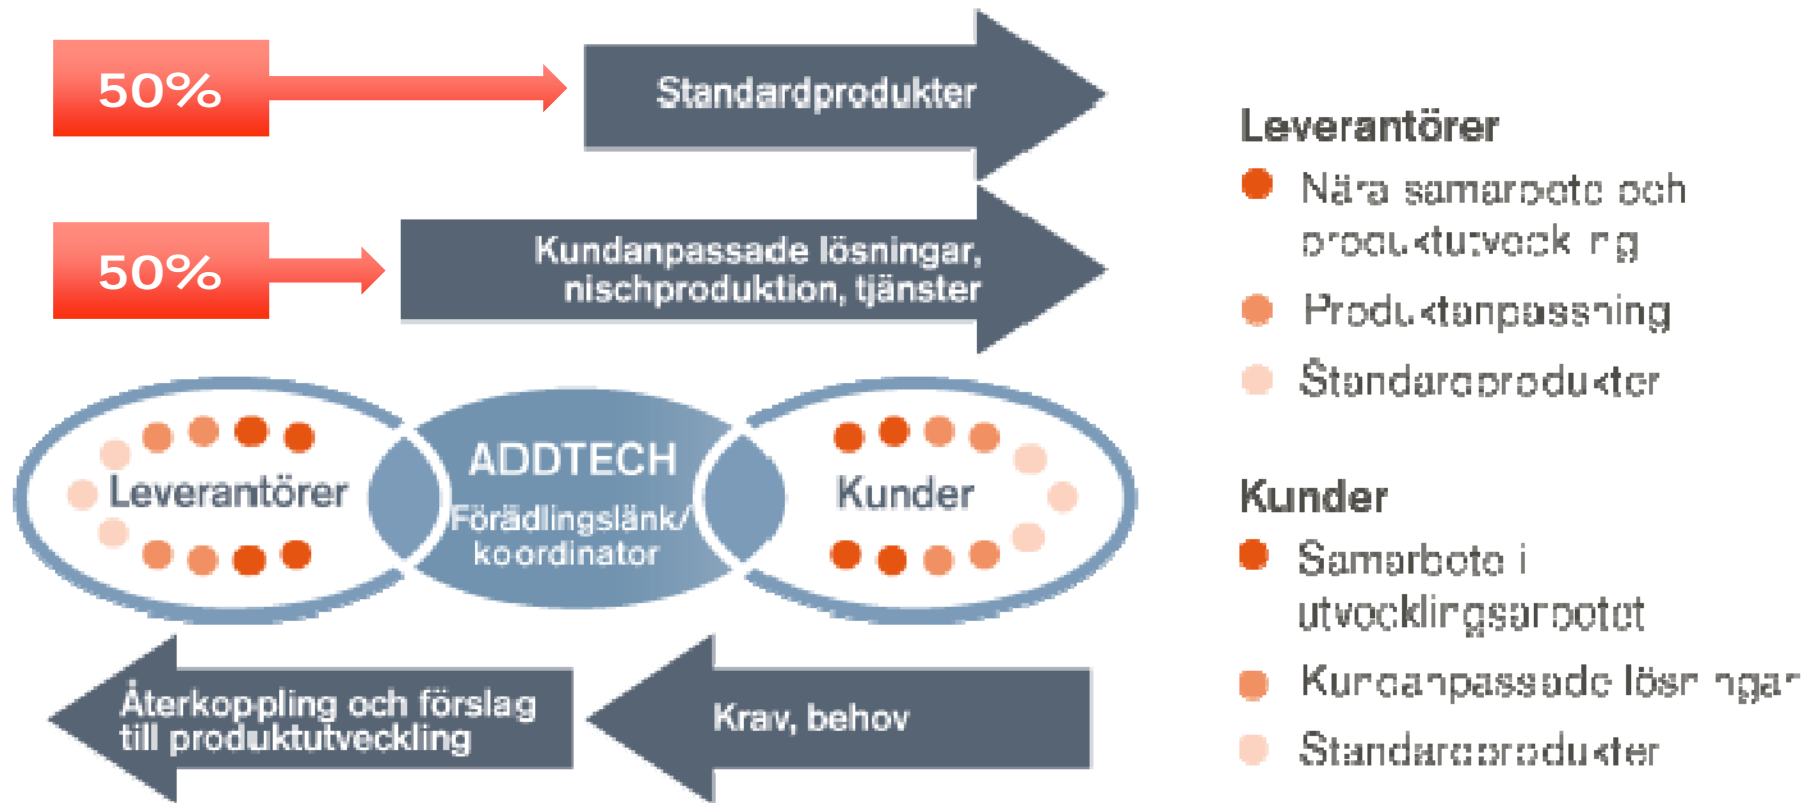 50%
Standardprodukter
50%
Kundanpassade lösningar,
nischproduktion, tjänster
Leverantörer
ADDTECH
Förädlingslänk/
koordinator
Kunder
Återkoppling och förslag
till produktutveckling
Krav, behov
Leverantörer
Nära samarbete och
produktutveckling
Produktanpassning
Standardprodukter
Kunder
Samarbete i
utvecklingsarbetet
Kundanpassade lösningar
Standardprodukter